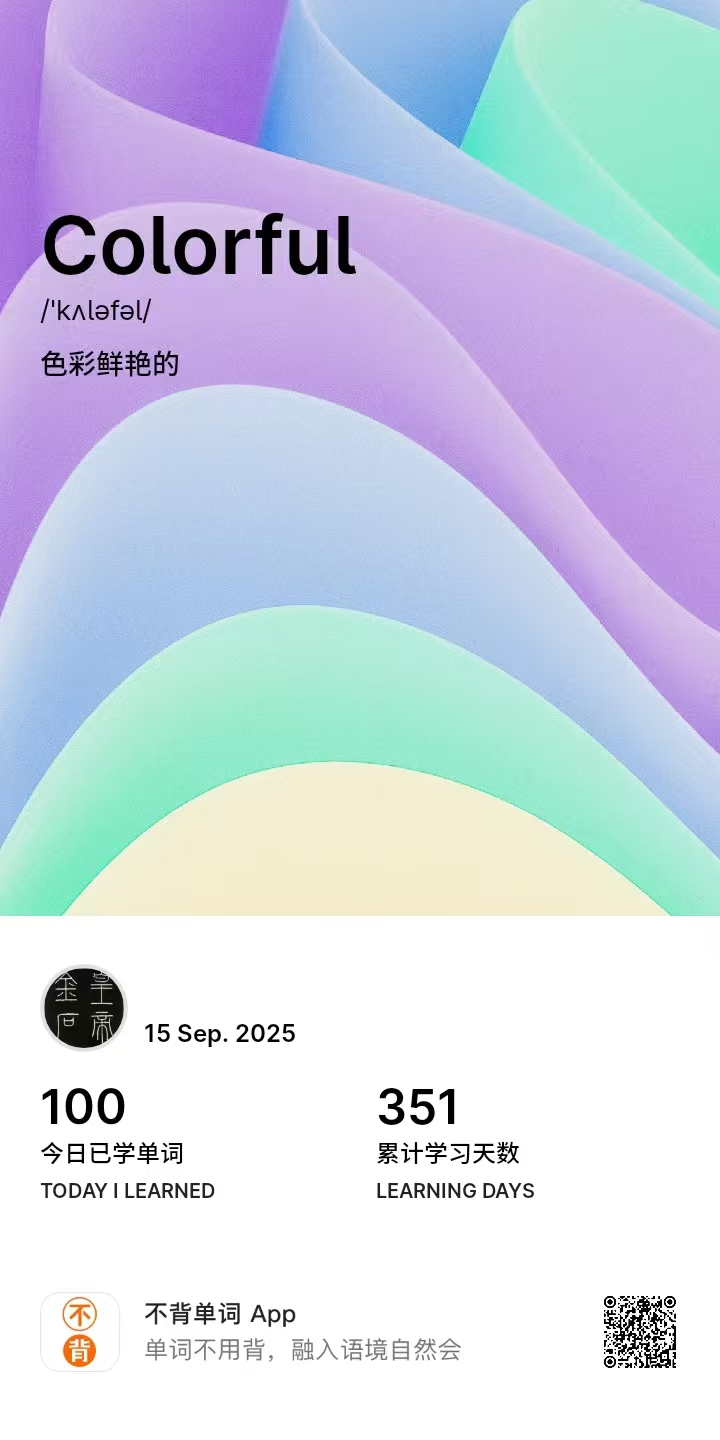 Colorful
/'kʌləfəl/
色彩鲜艳的
皇帝
金石
15 Sep. 2025
100
351
今日已学单词
累计学习天数
TODAY I LEARNED
LEARNING DAYS
不
背
不背单词 App
单词不用背，融入语境自然会